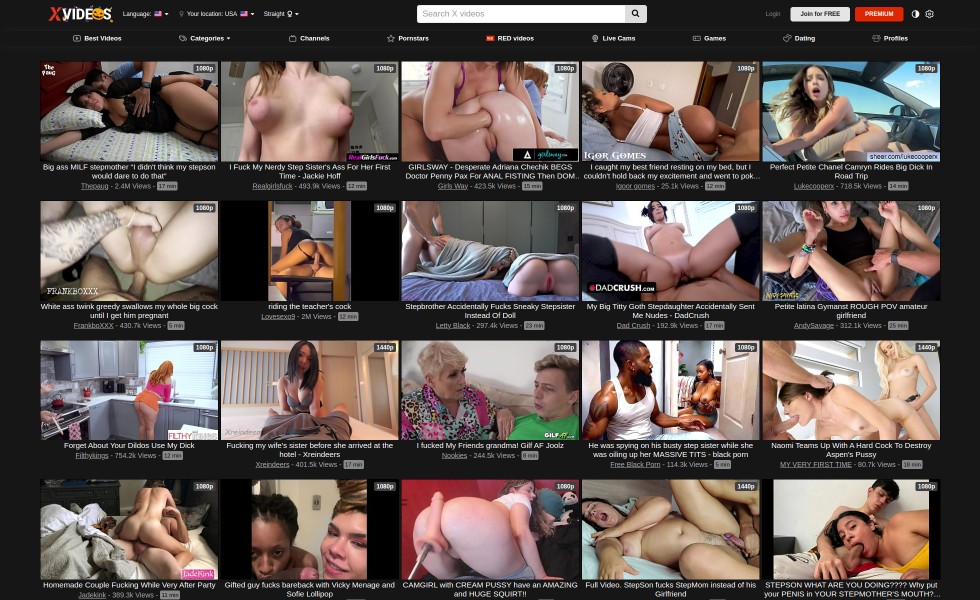 XVIDEOS
Language:
Your location: USA
Straight
Search X videos
Login
Join for FREE
PREMIUM
Best Videos
Categories
Channels
Pornstars
RED videos
Live Cams
Games
Dating
Profiles
1080p 1080p 1080p 1080p 1080p
Big ass MILF stepmother "I didn't think my stepson
would dare to do that"
Thepaug - 2.4M Views - 17 min
RealGirlsFuck.com
I Fuck My Nerdy Step Sister's Ass For Her First
Time - Jackie Hoff
Realgirlsfuck - 493.9k Views - 12 min
GIRLSWAY - Desperate Adriana Chechik BEGS
Doctor Penny Pax For ANAL FISTING Then DOM...
Girls Way - 423.5k Views - 15 min
IGOR GOMES
I caught my best friend resting on my bed, but I
couldn't hold back my excitement and went to pok...
Igoor gomes - 25.1k Views - 12 min
sheer.com/lukecooperx
Perfect Petite Chanel Camryn Rides Big Dick In
Road Trip
Lukecooperx - 718.5k Views - 14 min
1080p 1080p 1080p 1080p 1080p
FRANKBOXXX
White ass twink greedy swallows my whole big cock
until I get him pregnant
FrankboXXX - 430.7k Views - 5 min
riding the teacher's cock
Lovesexo9 - 2M Views - 12 min
Stepbrother Accidentally Fucks Sneaky Stepsister
Instead Of Doll
Letty Black - 297.4k Views - 23 min
DADCRUSH.COM
My Big Titty Goth Stepdaughter Accidentally Sent
Me Nudes - DadCrush
Dad Crush - 192.9k Views - 17 min
ANDYSAVAGE
Petite latina Gymanst ROUGH POV amateur
girlfriend
AndySavage - 312.1k Views - 25 min
1080p 1440p 1080p 1080p 1440p
Forget About Your Dildos Use My Dick
Filthykings - 754.2k Views - 12 min
Xreindeers
Fucking my wife's sister before she arrived at the
hotel - Xreindeers
Xreindeers - 401.5k Views - 17 min
I fucked My Friends grandma! Gilf AF Joolz
Nookies - 244.5k Views - 8 min
He was spying on his busty step sister while she
was oiling up her MASSIVE TITS - black porn
Free Black Porn - 114.3k Views - 5 min
Naomi Teams Up With A Hard Cock To Destroy
Aspen's Pussy
MY VERY FIRST TIME - 80.7k Views - 18 min
1080p 1080p 1080p 1440p 1080p
JadeKink
Homemade Couple Fucking While Very After Party
Jadekink - 389.3k Views - 11 min
Gifted guy fucks bareback with Vicky Menage and
Sofie Lollipop
CAMGIRL with CREAM PUSSY have an AMAZING
and HUGE SQUIRT!!
Full Video. StepSon fucks StepMom instead of his
Girlfriend
STEPSON WHAT ARE YOU DOING???? Why put
your PENIS in YOUR STEPMOTHER'S MOUTH?...